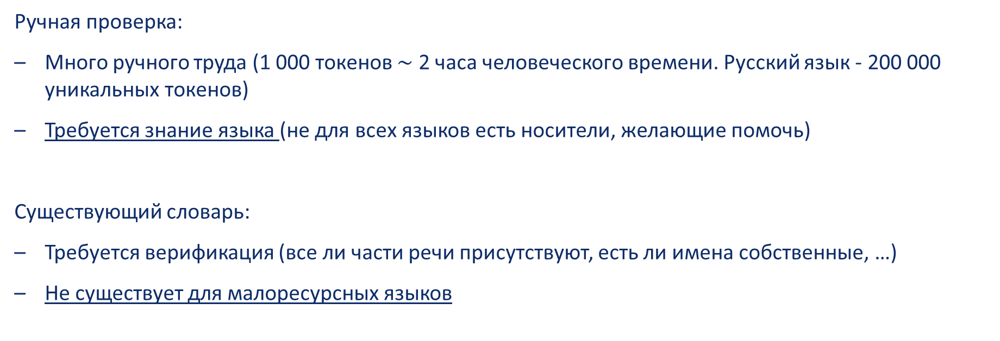 Ручная проверка:
– Много ручного труда (1 000 токенов ~ 2 часа человеческого времени. Русский язык - 200 000
уникальных токенов)
– Требуется знание языка (не для всех языков есть носители, желающие помочь)
Существующий словарь:
– Требуется верификация (все ли части речи присутствуют, есть ли имена собственные, …)
– Не существует для малоресурсных языков